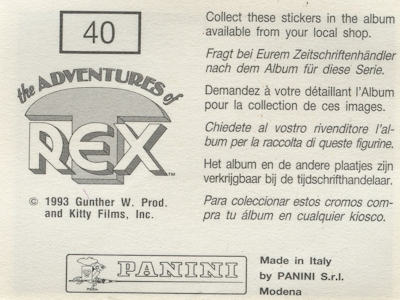 40
the ADVENTURES of
T REX ™
© 1993 Gunther W. Prod.
and Kitty Films, Inc.
Collect these stickers in the album
available from your local shop.
Fragt bei Eurem Zeitschriftenhändler
nach dem Album für diese Serie.
Demandez à votre détaillant l'Album
pour la collection de ces images.
Chiedete al vostro rivenditore l'al-
bum per la raccolta di queste figurine.
Het album en de andere plaatjes zijn
verkrijgbaar bij de tijdschrifthandelaar.
Para coleccionar estos cromos com-
pra tu álbum en cualquier kiosco.
PANINI
Made in Italy
by PANINI S.r.l.
Modena